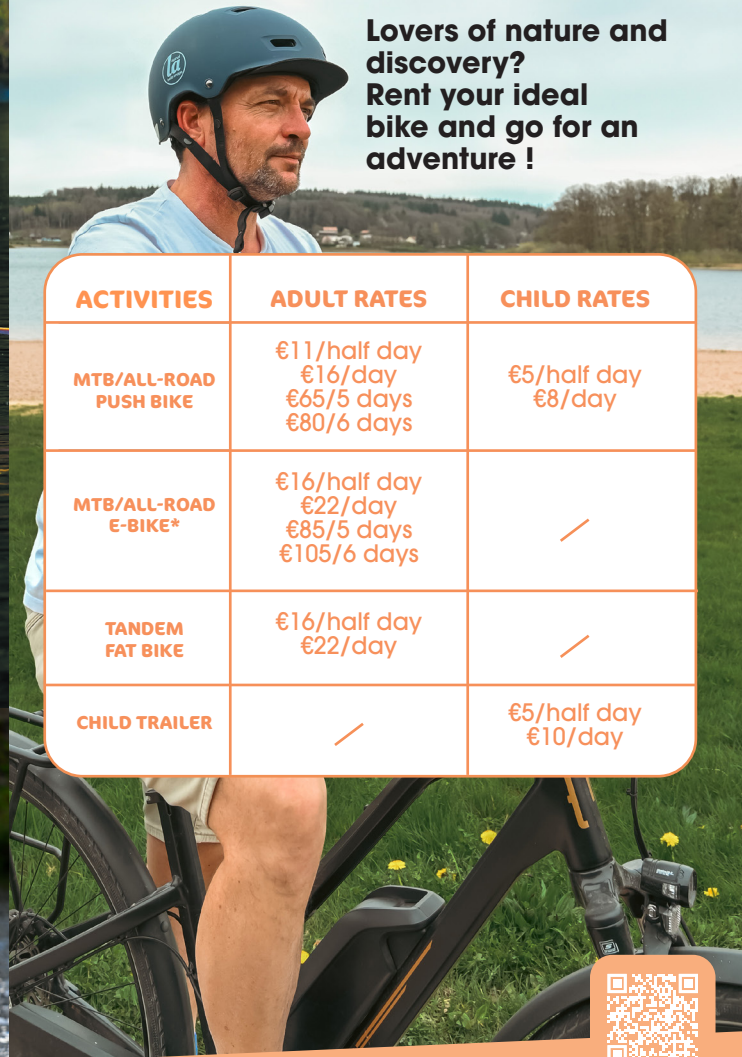 Lovers of nature and
discovery?
Rent your ideal
bike and go for an
adventure !
lä
ACTIVITIES
ADULT RATES
CHILD RATES
MTB/ALL-ROAD
PUSH BIKE
€11/half day
€16/day
€65/5 days
€80/6 days
€5/half day
€8/day
MTB/ALL-ROAD
E-BIKE*
€16/half day
€22/day
€85/5 days
€105/6 days
/
TANDEM
FAT BIKE
€16/half day
€22/day
/
CHILD TRAILER
/
€5/half day
€10/day